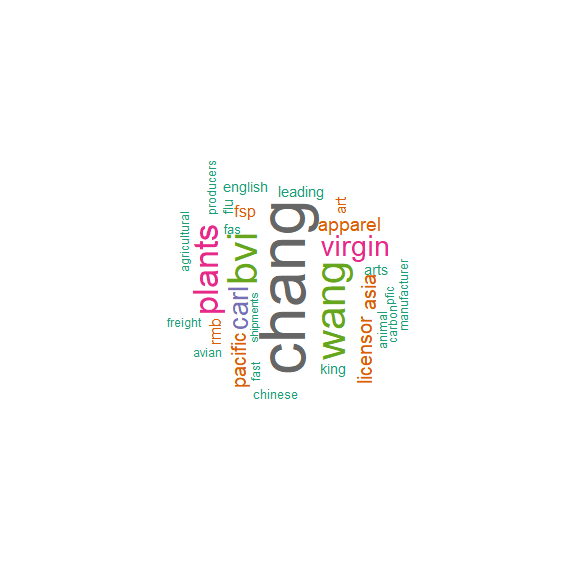 producers
english
leading
flu
fsp
art
agricultural
fas
apparel
chang
plants
bvi
virgin
wang
arts
carl
asia
pfic
manufacturer
shipments
freight
rmb
licensor
animal
carbon
pacific
avian
fast
king
chinese